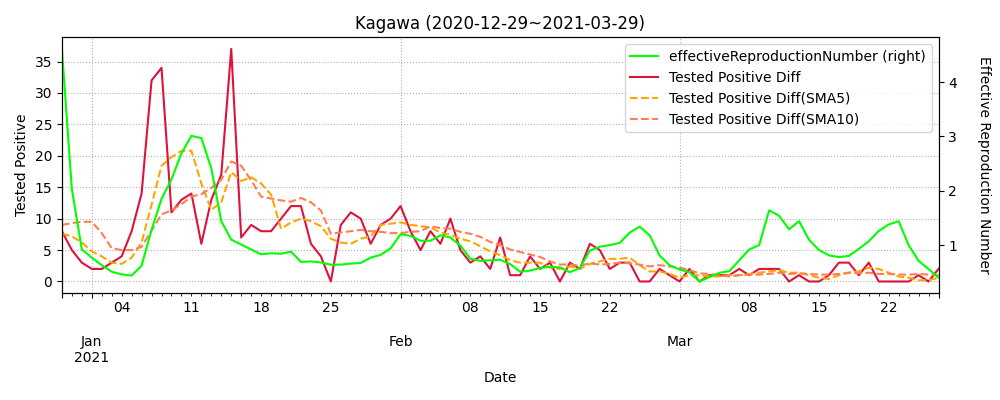 Kagawa (2020-12-29~2021-03-29)
effectiveReproductionNumber (right)
Tested Positive Diff
Tested Positive Diff(SMA5)
Tested Positive Diff(SMA10)
Tested Positive
35
30
25
20
15
10
5
0
4
3
2
1
Effective Reproduction Number
04 11 18 25 08 15 22 08 15 22
Jan Feb Mar
2021
Date